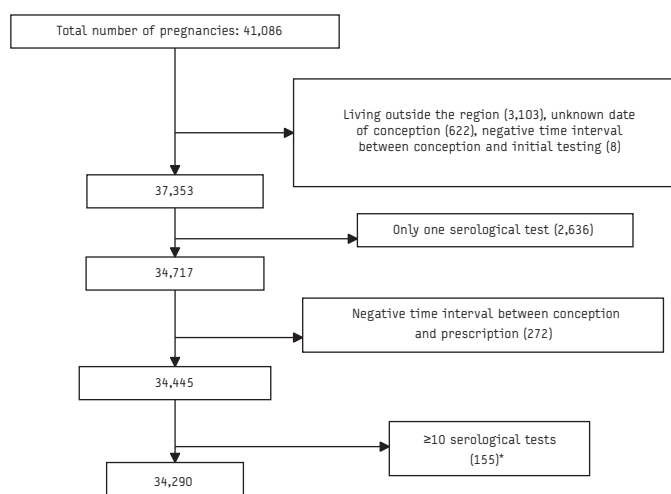 Total number of pregnancies: 41,086
Living outside the region (3,103), unknown date
of conception (622), negative time interval
between conception and initial testing (8)
37,353
Only one serological test (2,636)
34,717
Negative time interval between conception
and prescription (272)
34,445
≥10 serological tests
(155)*
34,290